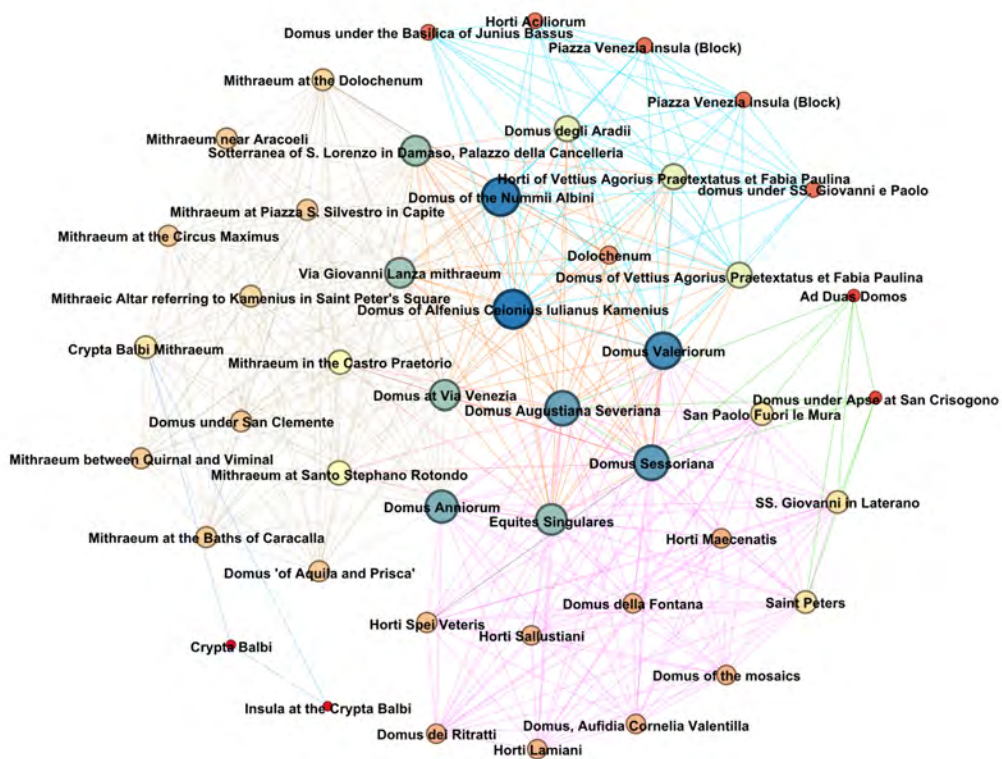 Horti Aciliorum
Domus under the Basilica of Junius Bassus
Piazza Venezia Insula (Block)
Mithraeum at the Dolochenum
Piazza Venezia Insula (Block)
Domus degli Aradii
Mithraeum near Aracoeli
Sotterranea of S. Lorenzo in Damaso, Palazzo della Cancelleria
Horti of Vettius Agorius Praetextatus et Fabia Paulina
domus under SS. Giovanni e Paolo
Domus of the Nummii Albini
Mithraeum at Piazza S. Silvestro in Capite
Mithraeum at the Circus Maximus
Dolochenum
Via Giovanni Lanza mithraeum
Domus of Vettius Agorius Praetextatus et Fabia Paulina
Ad Duas Domos
Mithraeic Altar referring to Kamenius in Saint Peter's Square
Domus of Alfenius Ceionius Iulianus Kamenius
Crypta Balbi Mithraeum
Domus Valeriorum
Mithraeum in the Castro Praetorio
Domus at Via Venezia
Domus under Apse at San Crisogono
Domus Augustiana Severiana
San Paolo Fuori le Mura
Domus under San Clemente
Mithraeum between Quirnal and Viminal
Domus Sessoriana
Mithraeum at Santo Stephano Rotondo
SS. Giovanni in Laterano
Domus Anniorum
Equites Singulares
Mithraeum at the Baths of Caracalla
Horti Maecenatis
Domus 'of Aquila and Prisca'
Domus della Fontana
Saint Peters
Horti Spei Veteris
Horti Sallustiani
Crypta Balbi
Domus of the mosaics
Insula at the Crypta Balbi
Domus, Aufidia Cornelia Valentilla
Domus dei Ritratti
Horti Lamiani